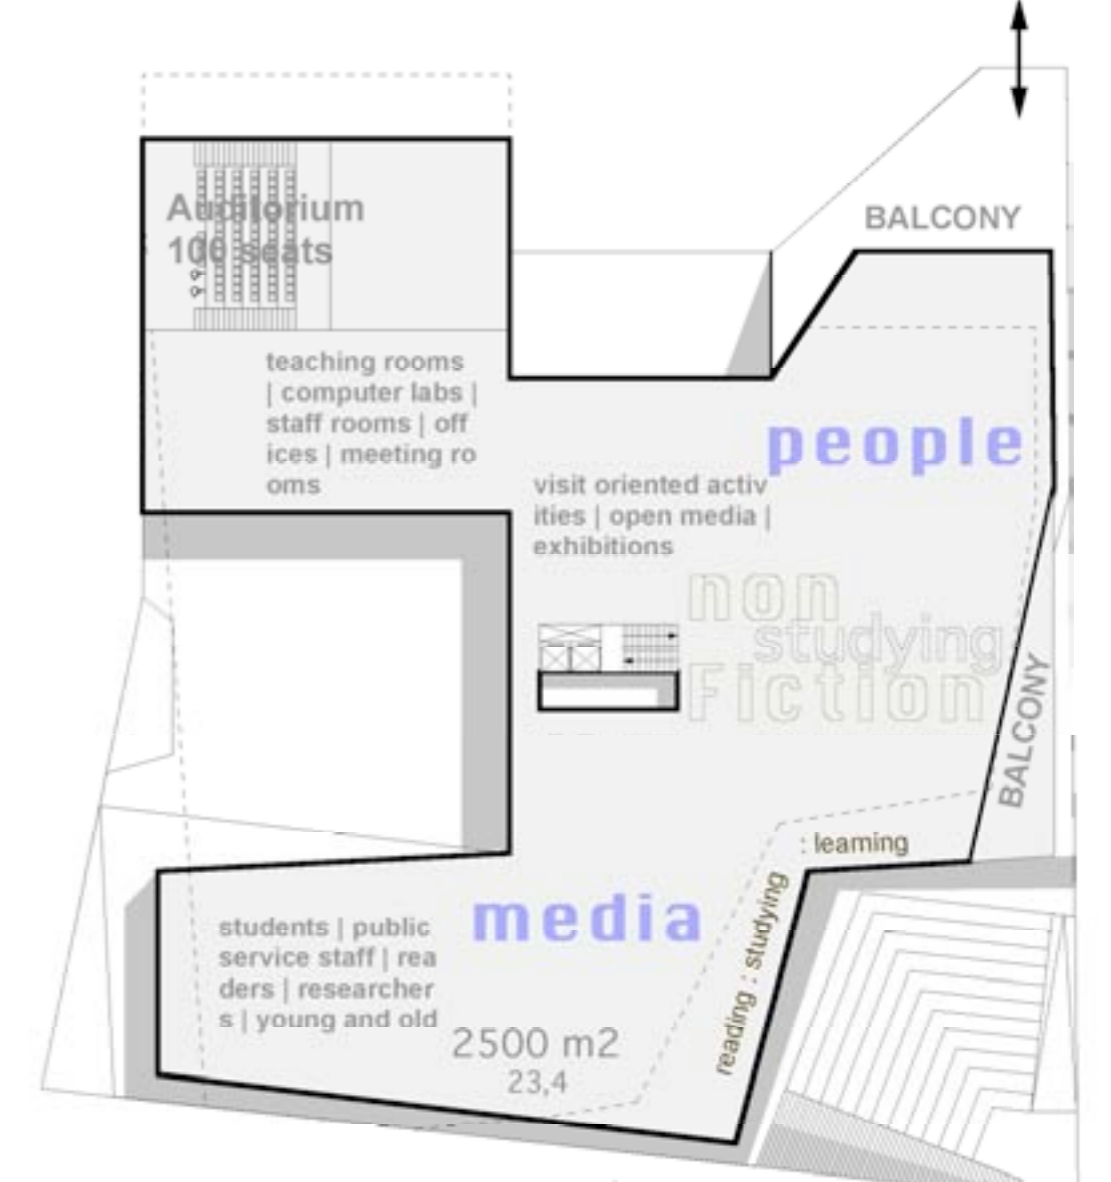 BALCONY
Auditorium
100 seats
teaching rooms
| computer labs |
staff rooms | off
ices | meeting ro
oms
people
visit oriented activ
ities | open media |
exhibitions
non
studying
Fiction
BALCONY
: learning
reading : studying
media
students | public
service staff | rea
ders | researcher
s | young and old
2500 m2
23,4